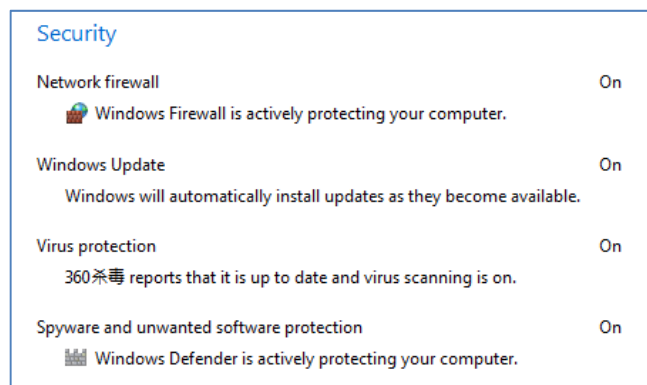 Security
Network firewall On
Windows Firewall is actively protecting your computer.
Windows Update On
Windows will automatically install updates as they become available.
Virus protection On
360杀毒 reports that it is up to date and virus scanning is on.
Spyware and unwanted software protection On
Windows Defender is actively protecting your computer.